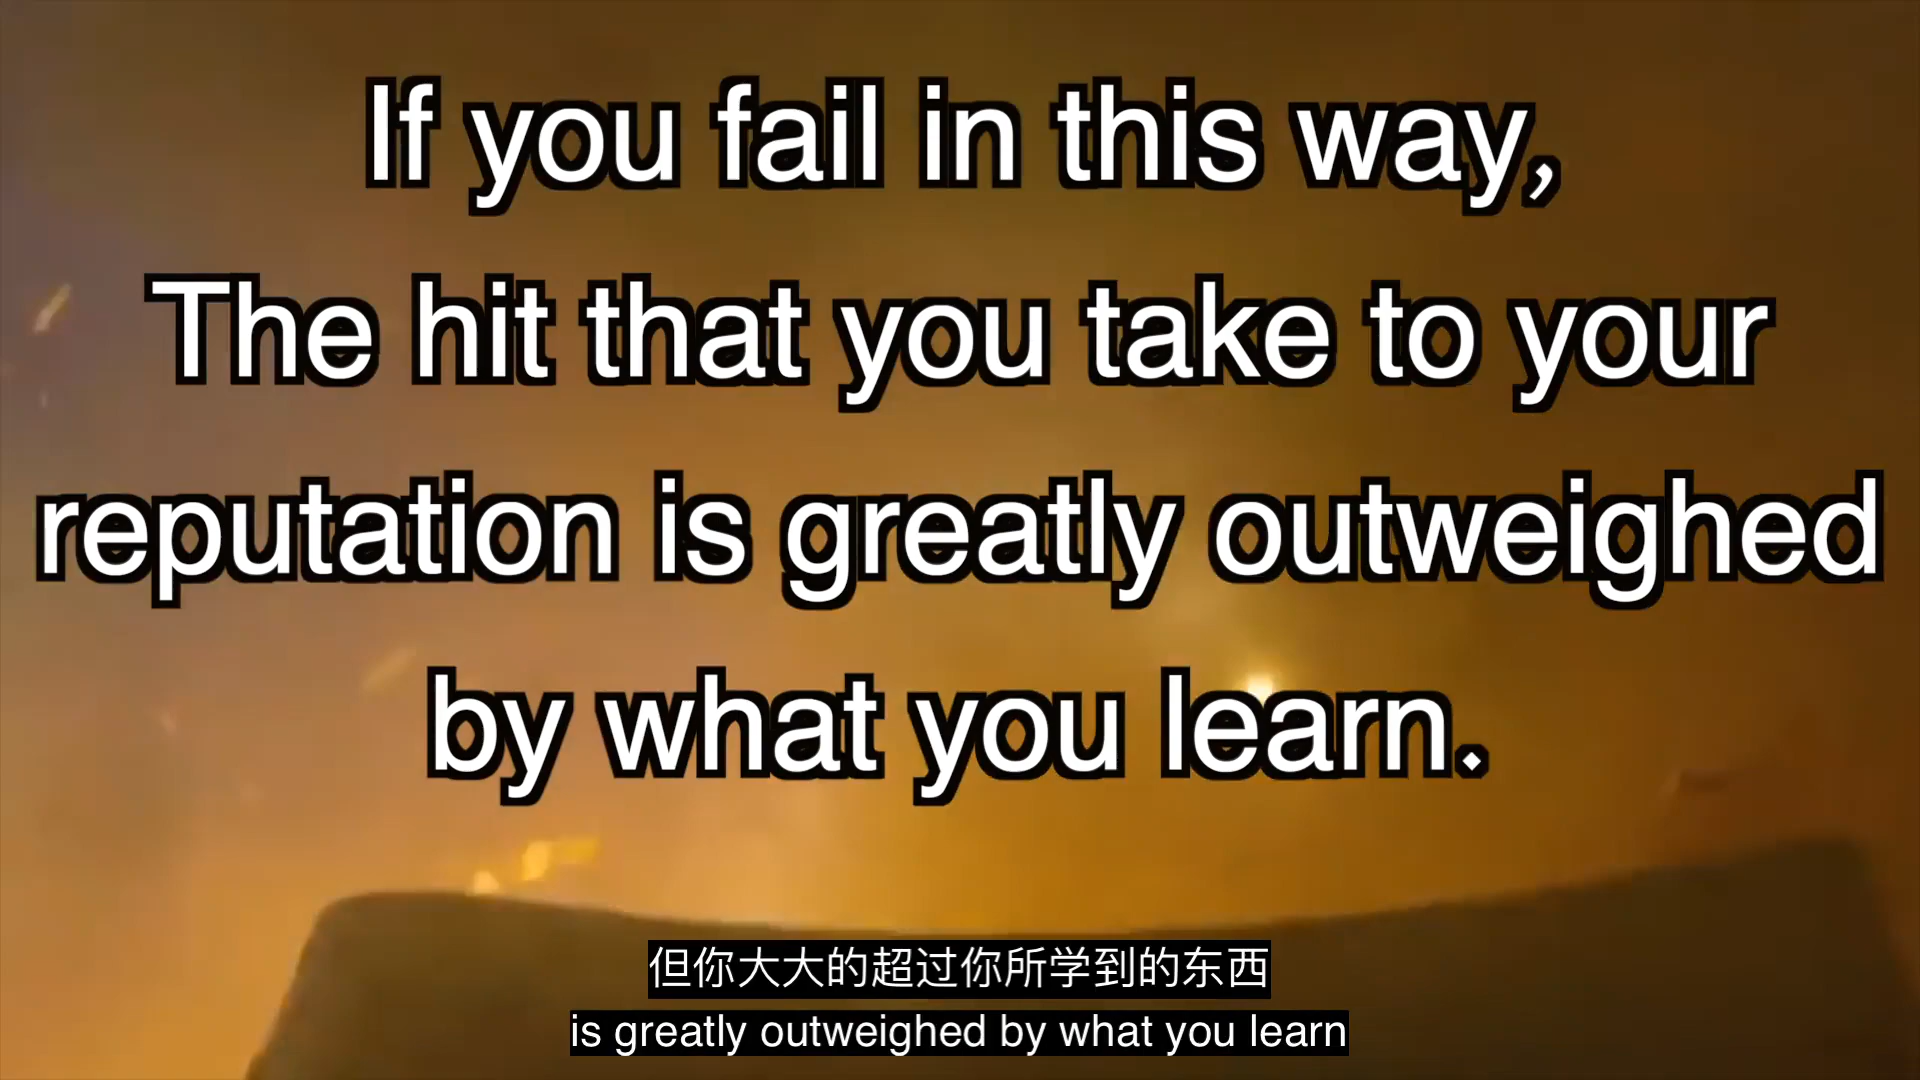 If you fail in this way,
The hit that you take to your
reputation is greatly outweighed
by what you learn.
但你大大的超过你所学到的东西
is greatly outweighed by what you learn